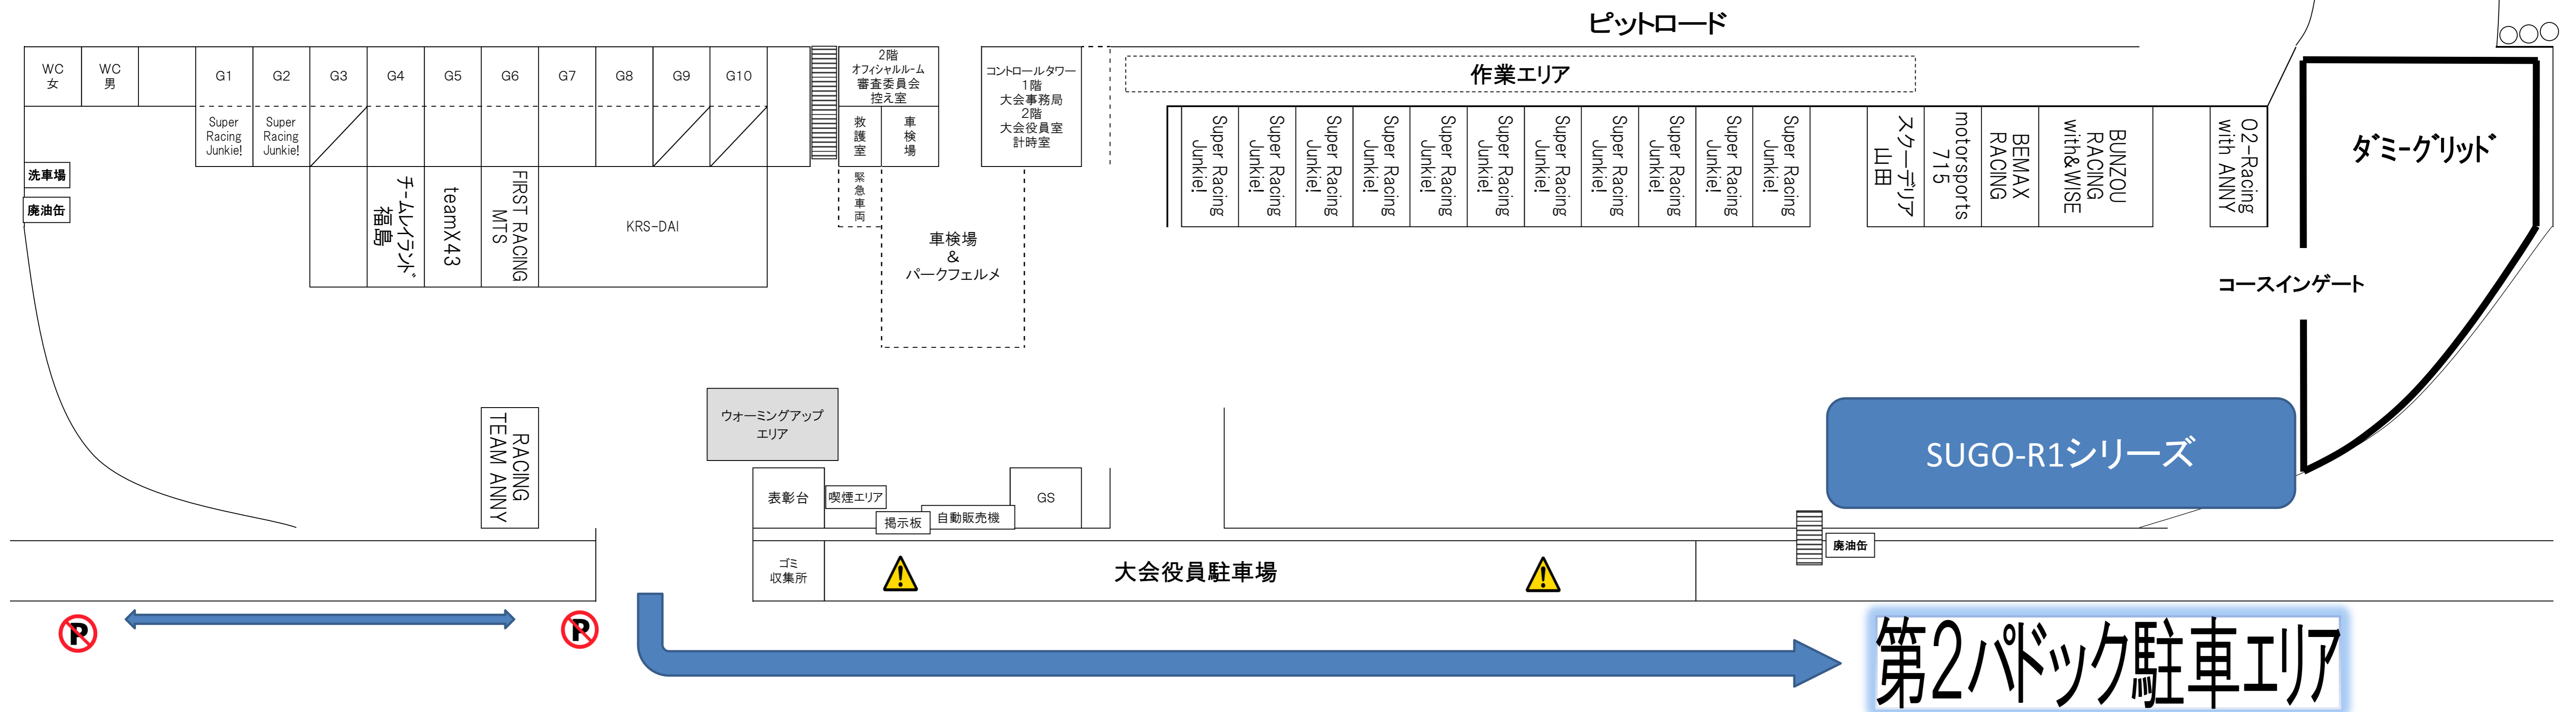 ピットロード
WC
女
WC
男
G1
G2
G3
G4
G5
G6
G7
G8
G9
G10
2階
オフィシャルルーム
審査委員会
控え室
コントロールタワー
1階
大会事務局
2階
大会役員室
計時室
作業エリア
Super
Racing
Junkie!
Super
Racing
Junkie!
救護室
車検場
Super Racing
Junkie!
Super Racing
Junkie!
Super Racing
Junkie!
Super Racing
Junkie!
Super Racing
Junkie!
Super Racing
Junkie!
Super Racing
Junkie!
Super Racing
Junkie!
Super Racing
Junkie!
Super Racing
Junkie!
Super Racing
Junkie!
スクーデリア
山田
motorsports
715
BEMAX
RACING
BUNZOU
RACING
with&WISE
O2-Racing
with ANNY
ダミーグリッド
洗車場
廃油缶
チームレイランド
福島
teamX43
FIRST RACING
MTS
KRS-DAI
緊急車両
車検場
&
パークフェルメ
コースインゲート
RACING
TEAM ANNY
ウォーミングアップ
エリア
SUGO-R1シリーズ
表彰台
喫煙エリア
掲示板
自動販売機
GS
ゴミ
収集所
!
大会役員駐車場
!
廃油缶
P
P
第2パドック駐車エリア